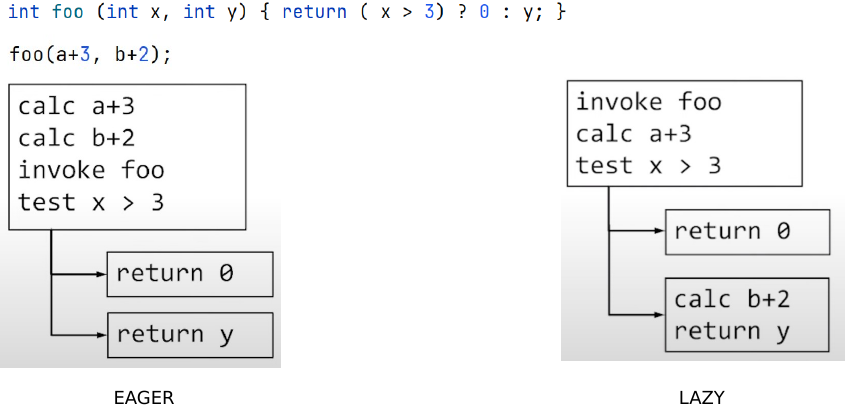 int foo (int x, int y) { return ( x > 3) ? 0 : y; }
foo(a+3, b+2);
calc a+3
calc b+2
invoke foo
test x > 3
return 0
return y
EAGER
invoke foo
calc a+3
test x > 3
return 0
calc b+2
return y
LAZY